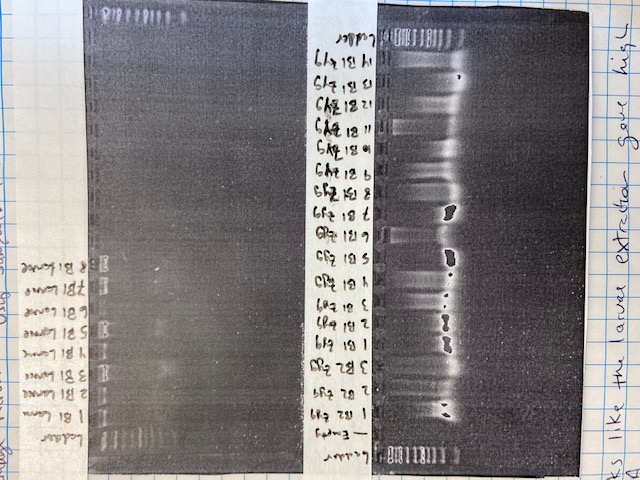 Using
Ladder
1 B1 Larva
2 B1 Larvae
3 B1 Larvae
4 B1 Larvae
5 B1 Larvae
6 B1 Larvae
7 B1 Larvae
8 B1 Larvae
Ladder
— Empty
1 B2 Egg
2 B2 Egg
3 B2 Egg
1 B1 Egg
2 B1 Egg
3 B1 Egg
4 B1 Egg
5 B1 Egg
6 B1 Egg
7 B1 Egg
8 B1 Egg
9 B1 Egg
10 B1 Egg
11 B1 Egg
12 B1 Egg
13 B1 Egg
14 B1 Egg
Ladder
ks like the larvae extraction gave high